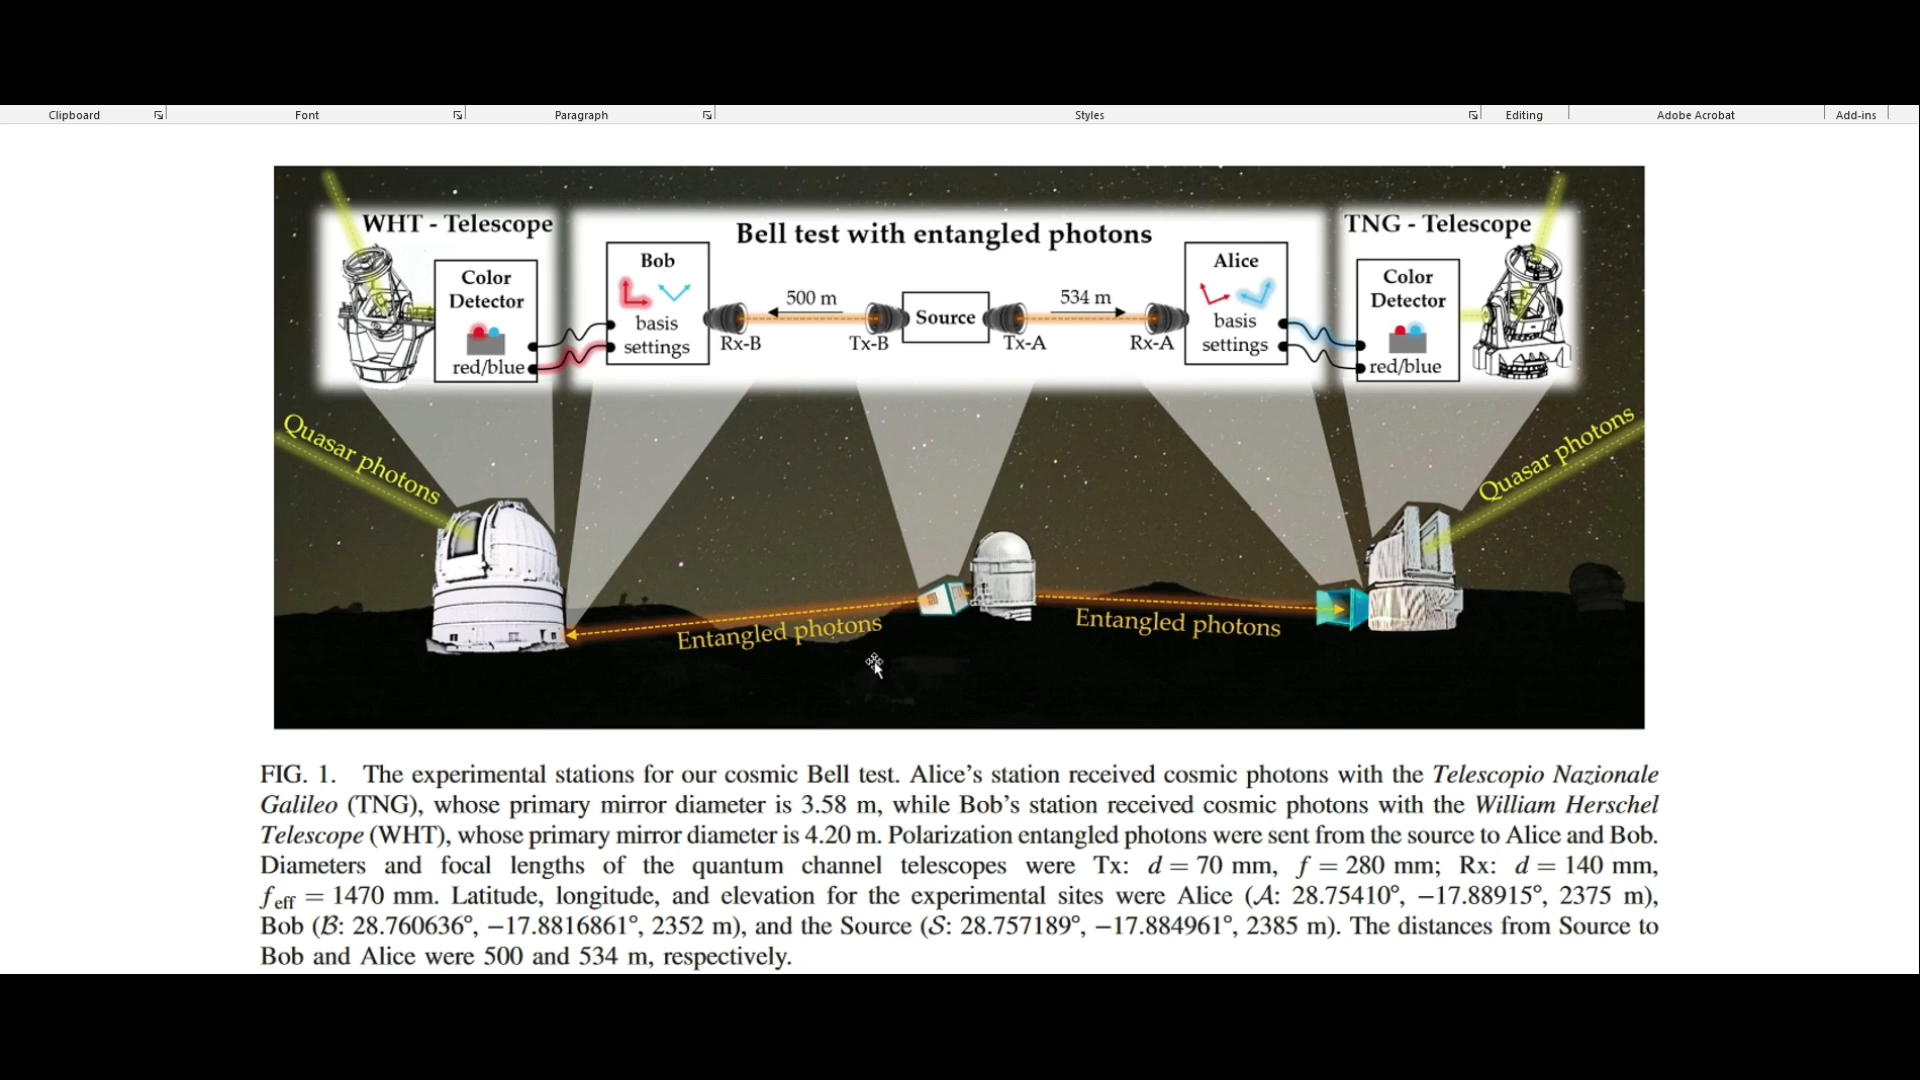 Clipboard
Font
Paragraph
Styles
Editing
Adobe Acrobat
Add-ins
WHT - Telescope
Bell test with entangled photons
TNG - Telescope
Color
Detector
red/blue
Bob
basis
settings
Rx-B
500 m
Tx-B
Source
Tx-A
534 m
Rx-A
Alice
basis
settings
Color
Detector
red/blue
Quasar photons
Quasar photons
Entangled photons
Entangled photons
FIG. 1. The experimental stations for our cosmic Bell test. Alice's station received cosmic photons with the Telescopio Nazionale
Galileo (TNG), whose primary mirror diameter is 3.58 m, while Bob's station received cosmic photons with the William Herschel
Telescope (WHT), whose primary mirror diameter is 4.20 m. Polarization entangled photons were sent from the source to Alice and Bob.
Diameters and focal lengths of the quantum channel telescopes were Tx: d = 70 mm, f = 280 mm; Rx: d = 140 mm,
f eff = 1470 mm. Latitude, longitude, and elevation for the experimental sites were Alice (A: 28.75410°, −17.88915°, 2375 m),
Bob (B: 28.760636°, −17.8816861°, 2352 m), and the Source (S: 28.757189°, −17.884961°, 2385 m). The distances from Source to
Bob and Alice were 500 and 534 m, respectively.